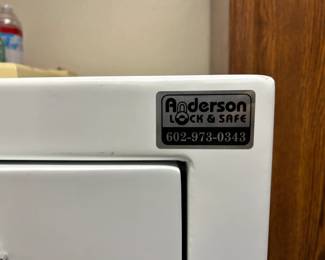 Anderson
LOCK & SAFE
602-973-0343